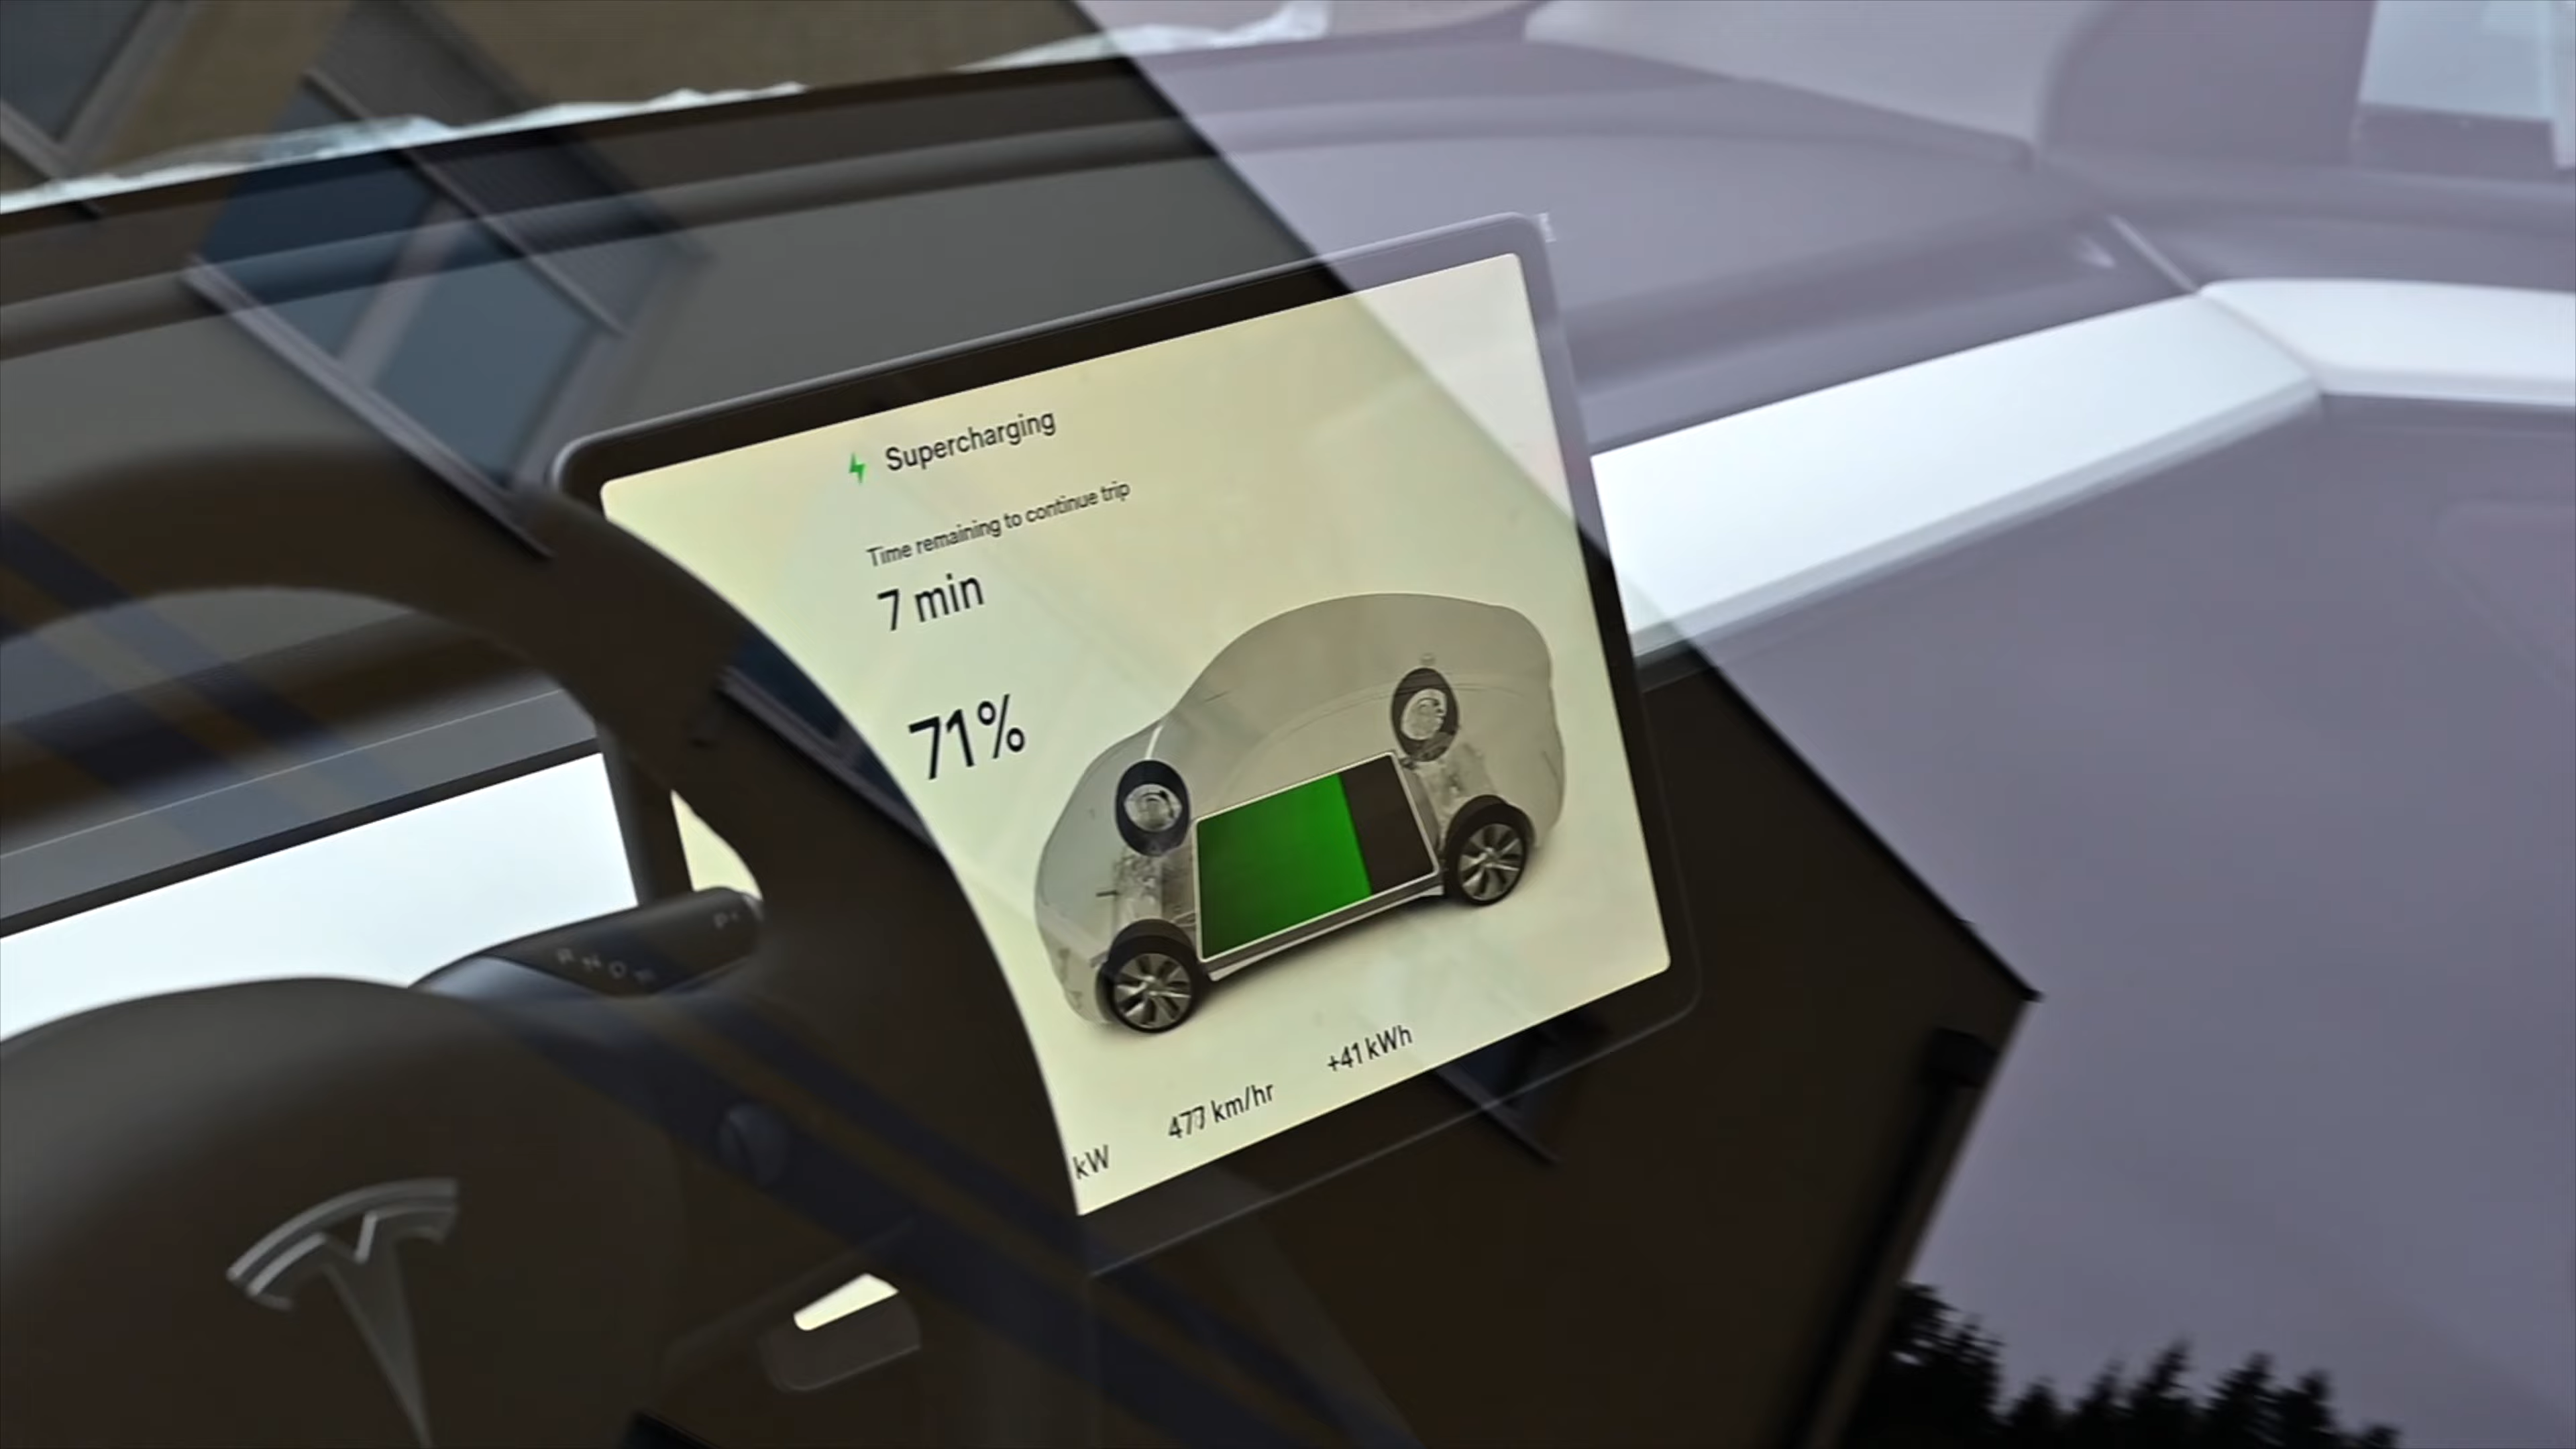 Supercharging
Time remaining to continue trip
7 min
71%
kW
km/hr
+41 kWh